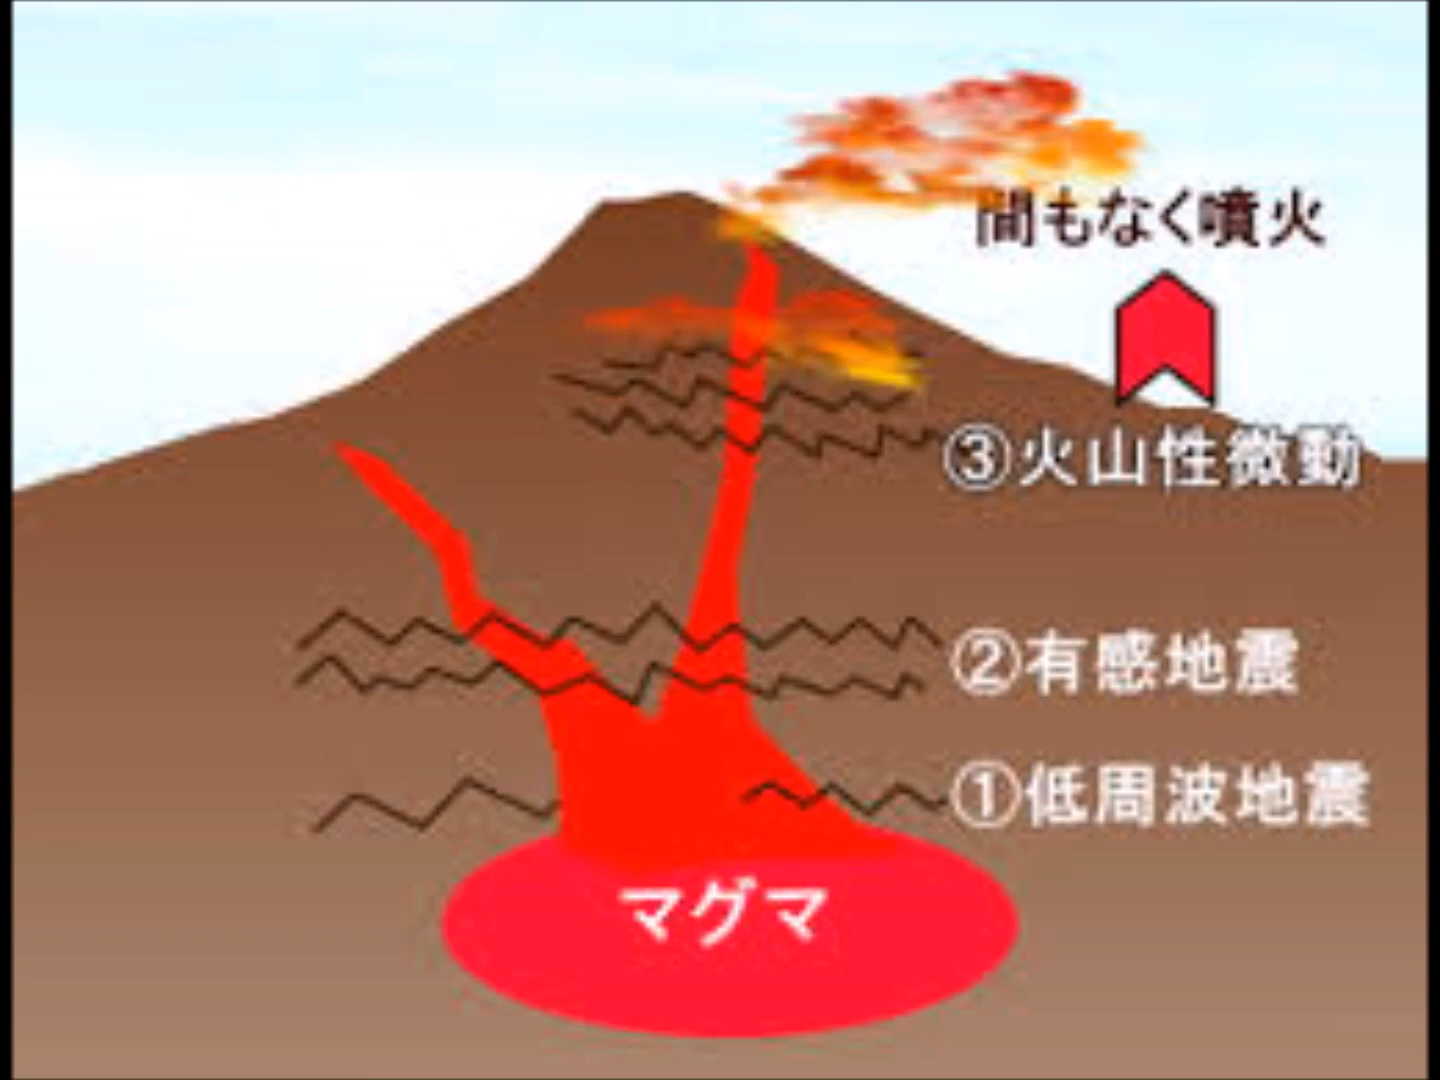 間もなく噴火
③火山性微動
②有感地震
①低周波地震
マグマ